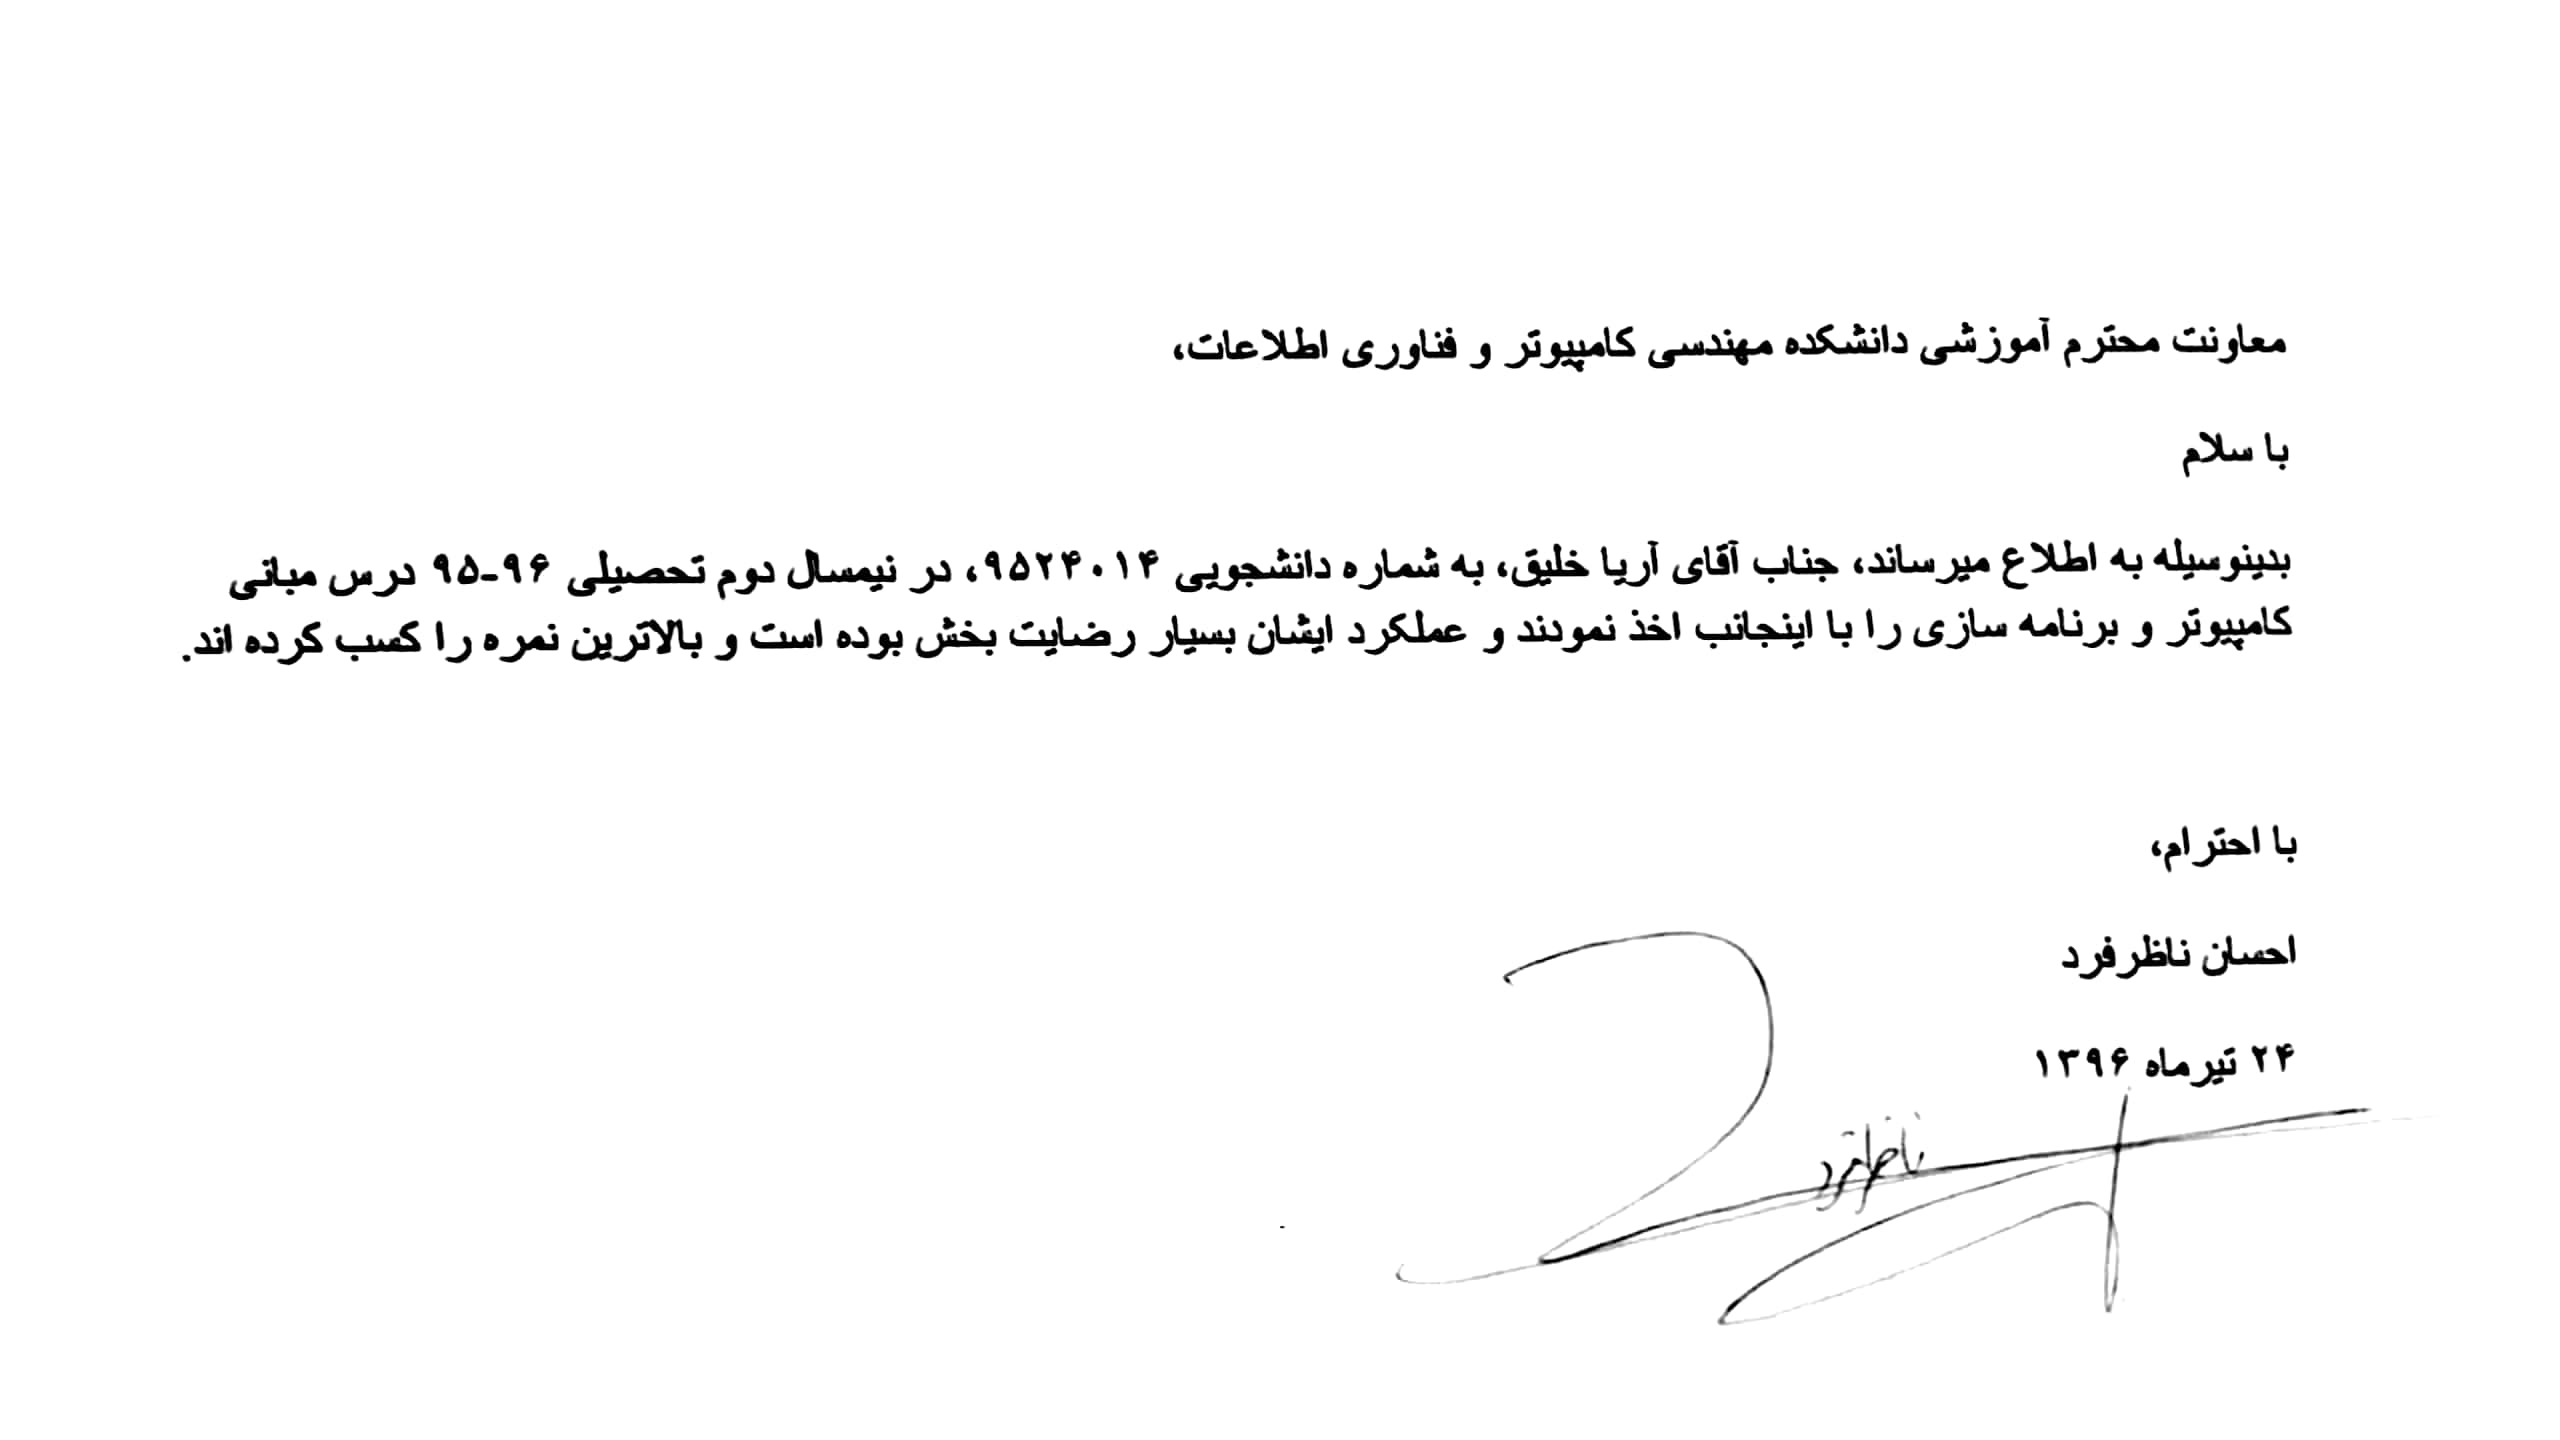 معاونت محترم آموزشی دانشکده مهندسی کامپیوتر و فناوری اطلاعات،
با سلام
بدینوسیله به اطلاع میرساند، جناب آقای آریا خلیق، به شماره دانشجویی ۹۵۲۴۰۱۴، در نیمسال دوم تحصیلی ۹۶-۹۵ درس مبانی
کامپیوتر و برنامه سازی را با اینجانب اخذ نمودند و عملکرد ایشان بسیار رضایت بخش بوده است و بالاترین نمره را کسب کرده اند.
با احترام،
احسان ناظرفرد
۲۴ تیرماه ۱۳۹۶
ناظرفرد